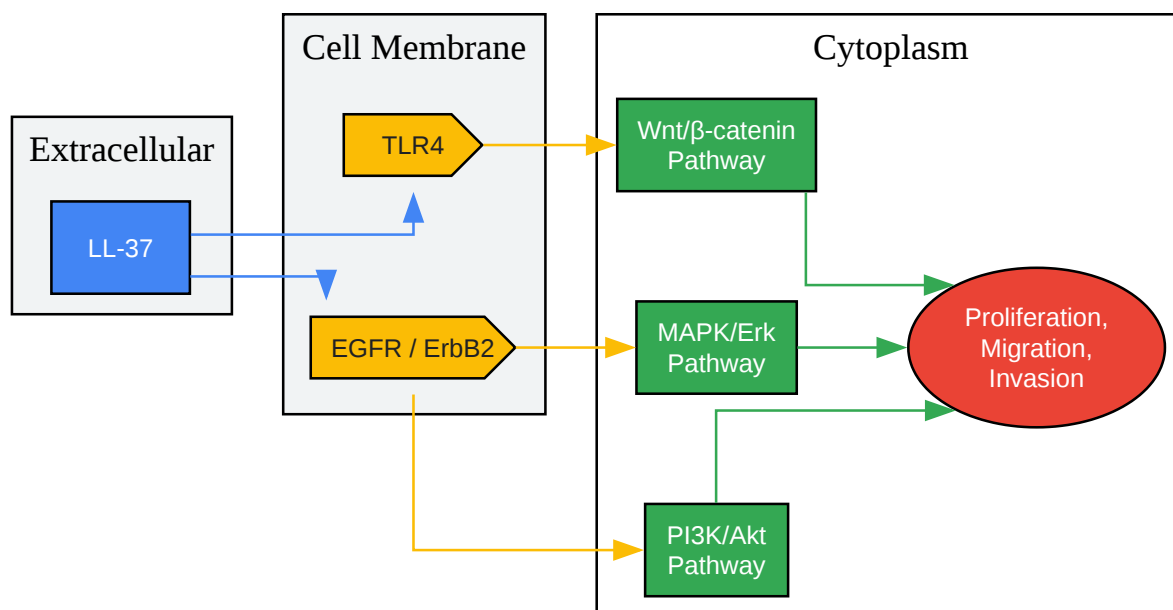 Extracellular
LL-37
Cell Membrane
TLR4
EGFR / ErbB2
Cytoplasm
Wnt/β-catenin
Pathway
MAPK/Erk
Pathway
PI3K/Akt
Pathway
Proliferation,
Migration,
Invasion